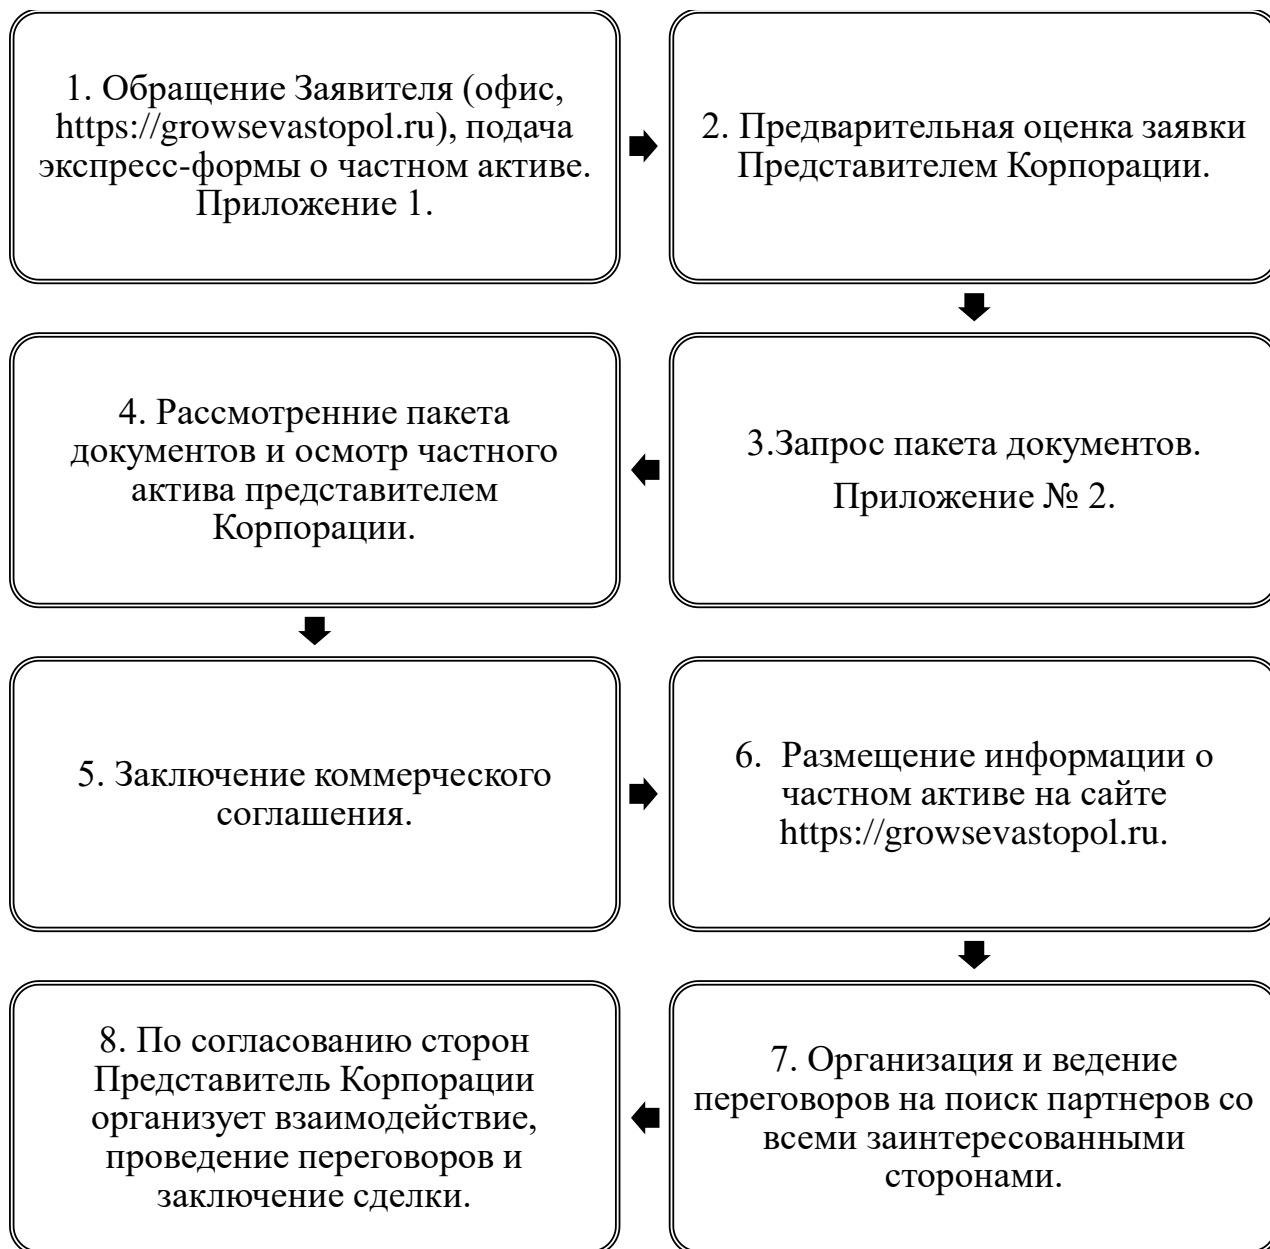 1. Обращение Заявителя (офис,
https://growsevastopol.ru), подача
экспресс-формы о частном активе.
Приложение 1.
2. Предварительная оценка заявки
Представителем Корпорации.
3.Запрос пакета документов.
Приложение № 2.
4. Рассмотренние пакета
документов и осмотр частного
актива представителем
Корпорации.
5. Заключение коммерческого
соглашения.
6. Размещение информации о
частном активе на сайте
https://growsevastopol.ru.
7. Организация и ведение
переговоров на поиск партнеров со
всеми заинтересованными
сторонами.
8. По согласованию сторон
Представитель Корпорации
организует взаимодействие,
проведение переговоров и
заключение сделки.